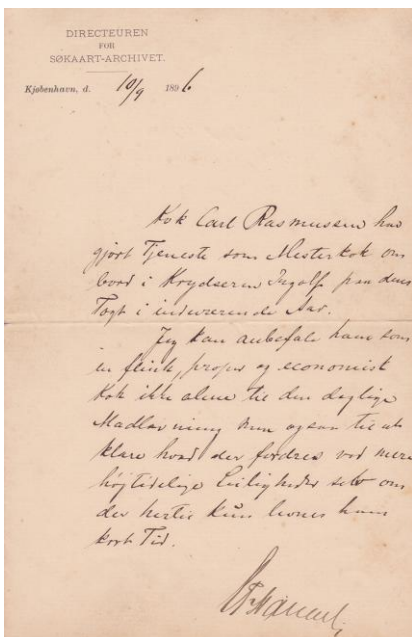 DIRECTEUREN
FOR
SØKAART-ARCHIVET.
Kjøbenhavn, d. 10/9 1896
Kok Carl Rasmussen har
gjort Tjeneste som Mesterkok om
bord i Krydseren Ingolf paa dens
Togt i indeværende Aar.
Jeg kan anbefale ham som
en flink, proper og economisk
Kok ikke alene til den daglige
Madlavning men ogsaa til at
klare hvad der fordres ved mere
højtidelige Leiligheder selv om
der hertil kun levnes ham
kort Tid.